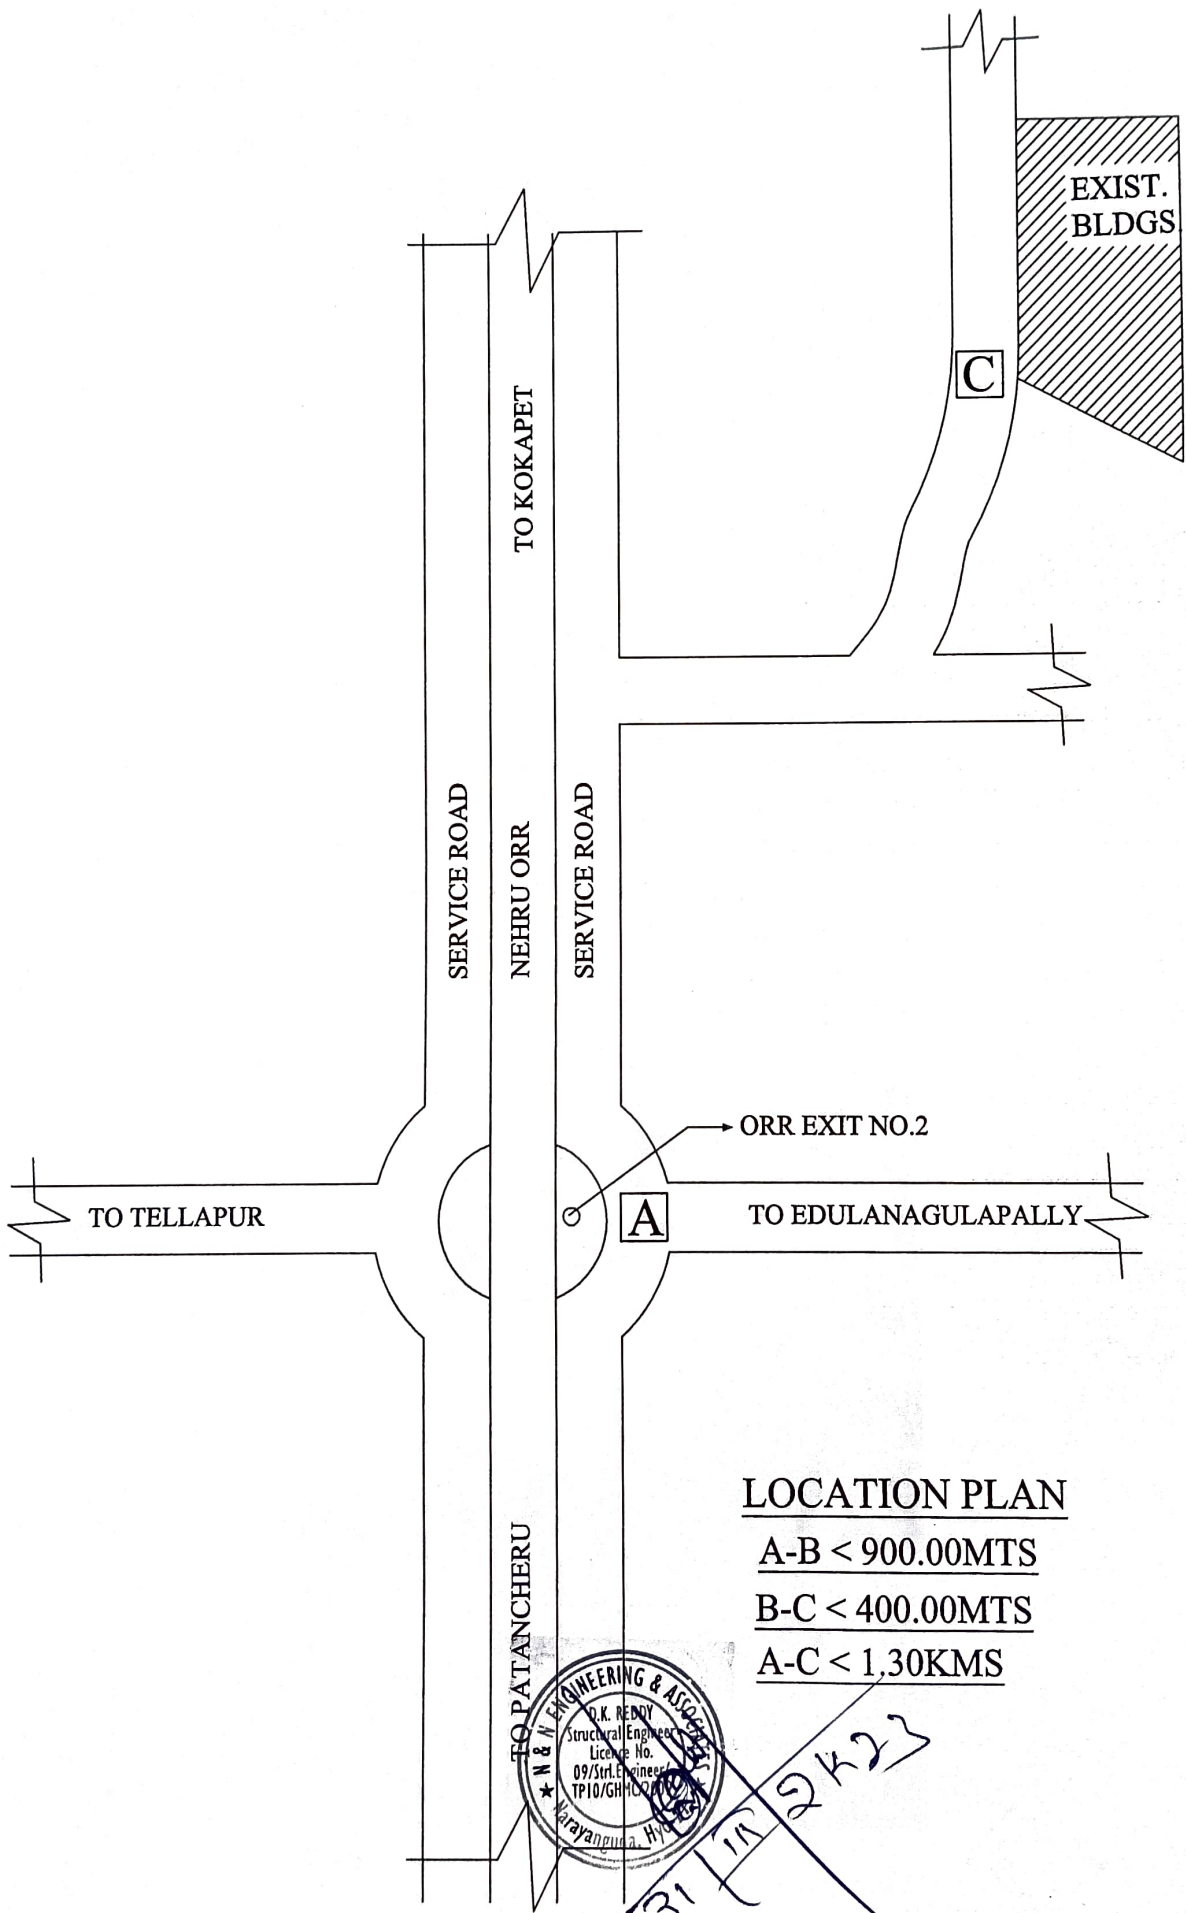 EXIST.
BLDGS
C
TO KOKAPET
SERVICE ROAD
NEHRU ORR
SERVICE ROAD
ORR EXIT NO.2
TO TELLAPUR
A
TO EDULANAGULAPALLY
LOCATION PLAN
A-B < 900.00MTS
B-C < 400.00MTS
A-C < 1.30KMS
TO PATANCHERU
★ N & N ENGINEERING & ASSOCIATES ★
D.K. REDDY
Structural Engineer
Licence No.
09/Strl.Engineer/
TP10/GHMC/
Narayanguda, Hyd
2K23